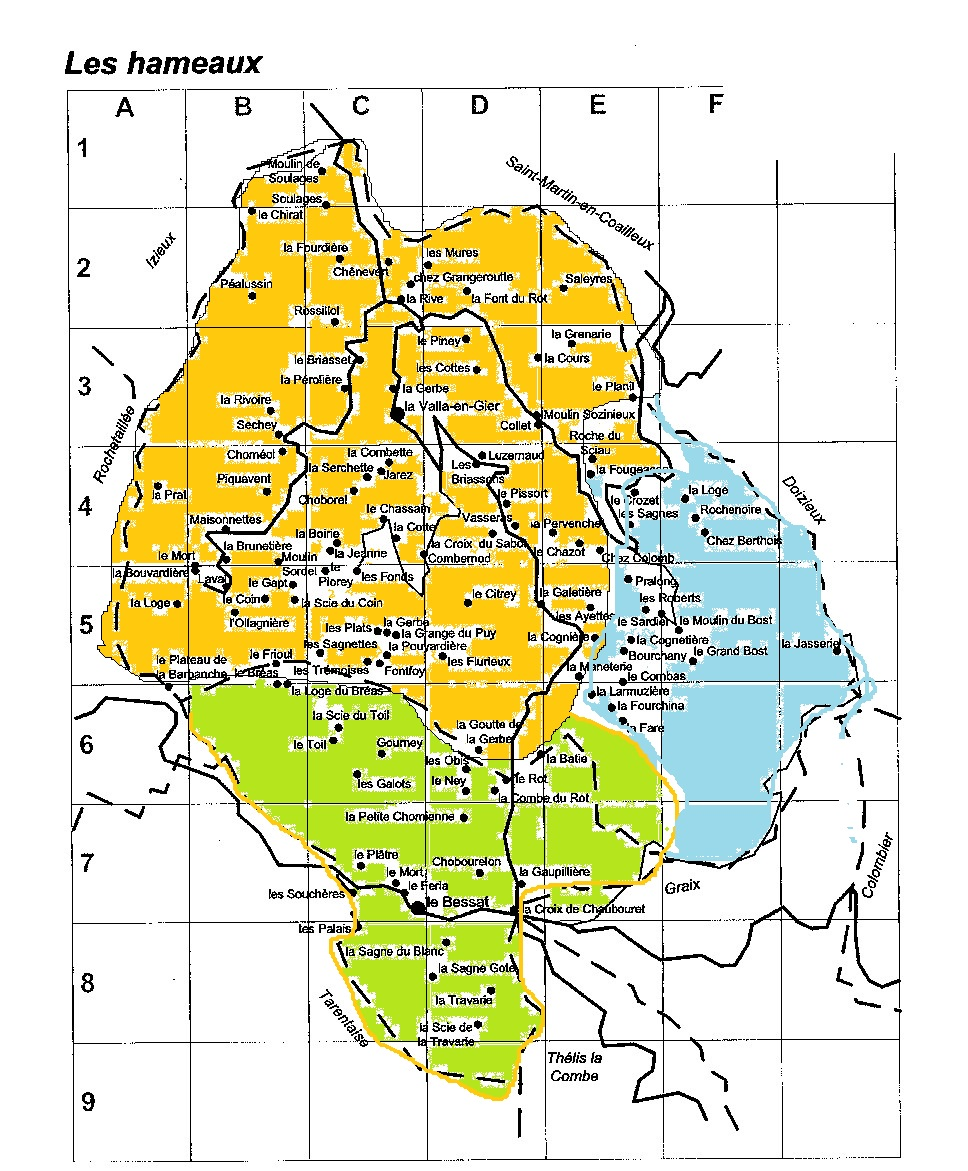 Les hameaux
A B C D E F
1
Moulin de
Soulages
Soulages
le Chirat
Saint-Martin-en-Coailleux
Izieux
2
la Fourdière
les Mures
Chênevert
chez Grangeroutte
Saleyres
Péalussin
la Rive
la Font du Rot
Rossillol
la Grenarie
le Piney
la Cours
le Briasset
les Cottes
3
la Pérolière
la Gerbe
le Planil
la Rivoire
la Valla-en-Gier
Moulin Sozinieux
Sechey
Collet
Rochetaillée
Roche du
Sciau
Choméol
la Combette
Luzernaud
la Serchette
Jarez
Les
Briassons
Piquavent
Choborel
le Pissort
4
la Prat
le Crozet
la Loge
Doizieux
les Sagnes
Rochenoire
Maisonnettes
le Chassain
Vasseras
la Pervenche
la Cotte
Chez Berthois
la Boirie
la Croix du Sabot
la Brunetière
la Jeanne
Combernod
le Chazot
Chez Colomb
le Mort
Moulin
la Bouvardière
Laval
Sordel
le
Piorey
les Fonds
le Gapt
Pralong
la Loge
le Coin
la Scie du Coin
le Citrey
la Galetière
les Roberts
l'Ollagnière
les Ayettes
le Sardier
le Moulin du Bost
5
les Plats
la Gerbe
la Grange du Puy
la Cognière
la Cognetière
la Jasserie
les Sagnettes
la Pouyardière
Bourchany
le Grand Bost
le Plateau de
la Barbanche
le Frioul
les Flurieux
le Bréas
les Trémoises
Fontfoy
la Maneterie
le Combas
la Loge du Bréas
la Larmuzière
la Fourchina
la Scie du Toil
la Fare
6
le Toil
Gourney
la Goutte de
la Gerbe
les Obis
la Batie
les Galots
le Ney
le Rot
la Combe du Rot
la Petite Chomienne
7
le Plâtre
Chobourelon
le Mort
la Gaupillière
les Souchères
le Feria
Graix
Colombier
le Bessat
la Croix de Chaubouret
les Palais
la Sagne du Blanc
8
la Sagne Gote
la Travarie
Tarentaise
la Scie de
la Travarie
Thélis la
Combe
9